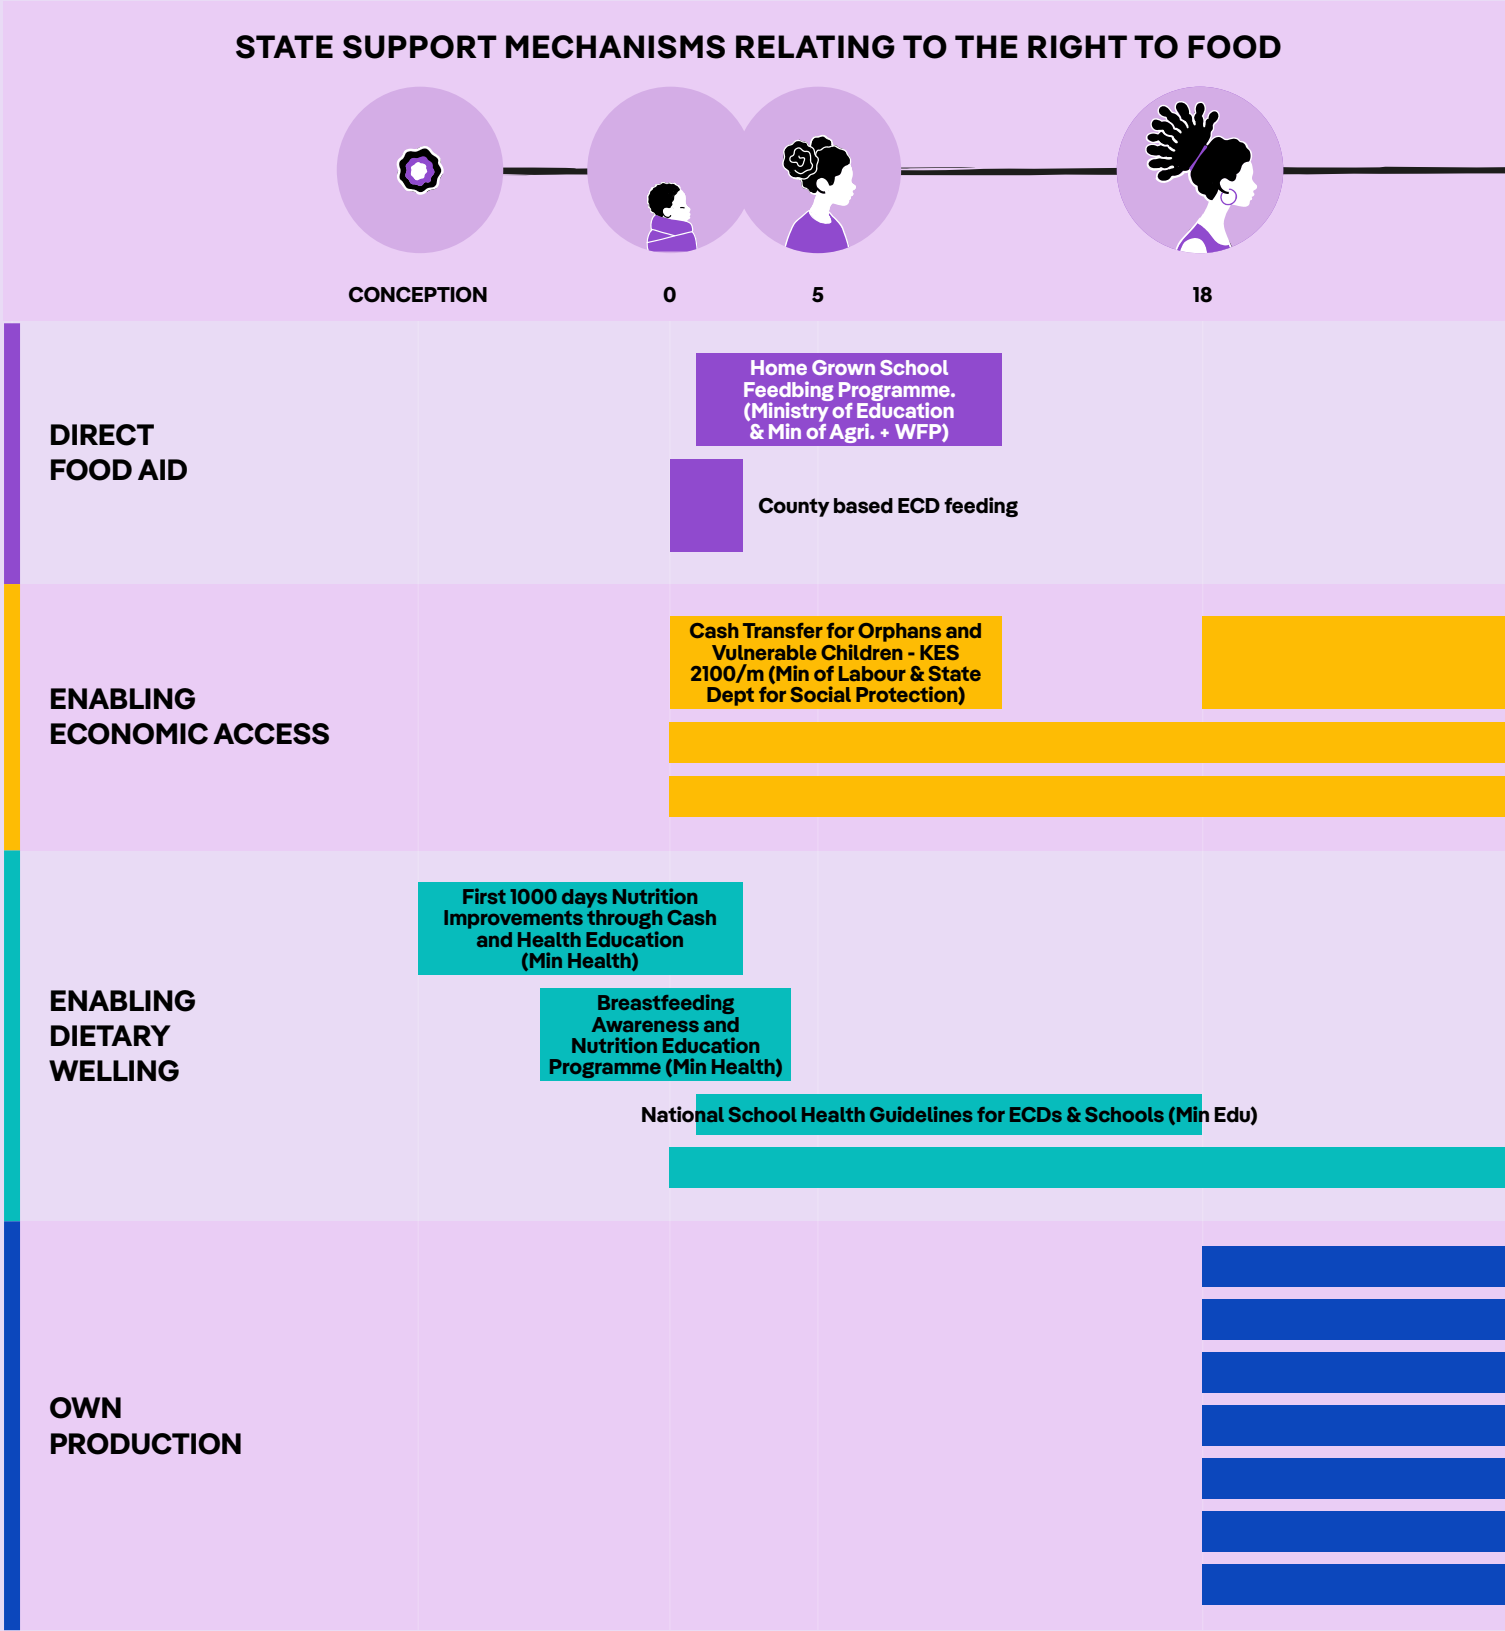 STATE SUPPORT MECHANISMS RELATING TO THE RIGHT TO FOOD
CONCEPTION
0
5
18
DIRECT
FOOD AID
Home Grown School
Feedbing Programme.
(Ministry of Education
& Min of Agri. + WFP)
County based ECD feeding
ENABLING
ECONOMIC ACCESS
Cash Transfer for Orphans and
Vulnerable Children - KES
2100/m (Min of Labour & State
Dept for Social Protection)
ENABLING
DIETARY
WELLING
First 1000 days Nutrition
Improvements through Cash
and Health Education
(Min Health)
Breastfeeding
Awareness and
Nutrition Education
Programme (Min Health)
National School Health Guidelines for ECDs & Schools (Min Edu)
OWN
PRODUCTION